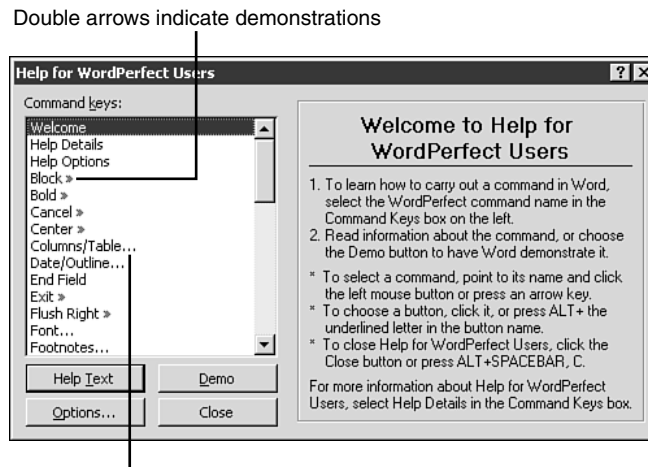 Double arrows indicate demonstrations
Help for WordPerfect Users
Command keys:
Welcome
Help Details
Help Options
Block »
Bold »
Cancel »
Center »
Columns/Table...
Date/Outline...
End Field
Exit »
Flush Right »
Font...
Footnotes...
Help Text
Demo
Options...
Close
Welcome to Help for
WordPerfect Users
1. To learn how to carry out a command in Word,
select the WordPerfect command name in the
Command Keys box on the left.
2. Read information about the command, or choose
the Demo button to have Word demonstrate it.
* To select a command, point to its name and click
the left mouse button or press an arrow key.
* To choose a button, click it, or press ALT+ the
underlined letter in the button name.
* To close Help for WordPerfect Users, click the
Close button or press ALT+SPACEBAR, C.
For more information about Help for WordPerfect
Users, select Help Details in the Command Keys box.